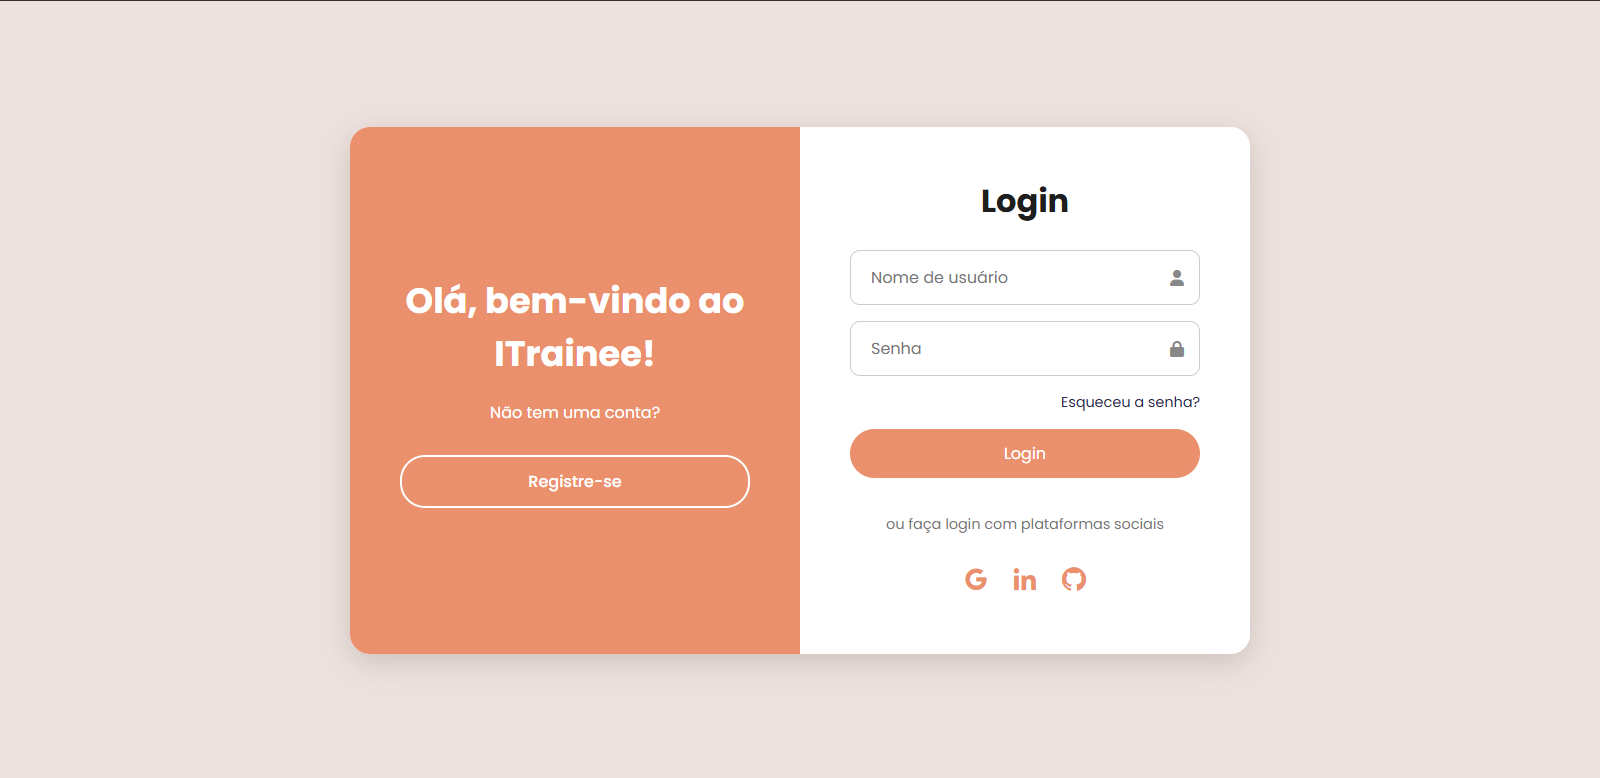 Olá, bem-vindo ao
ITrainee!
Não tem uma conta?
Registre-se
Login
Nome de usuário
Senha
Esqueceu a senha?
Login
ou faça login com plataformas sociais